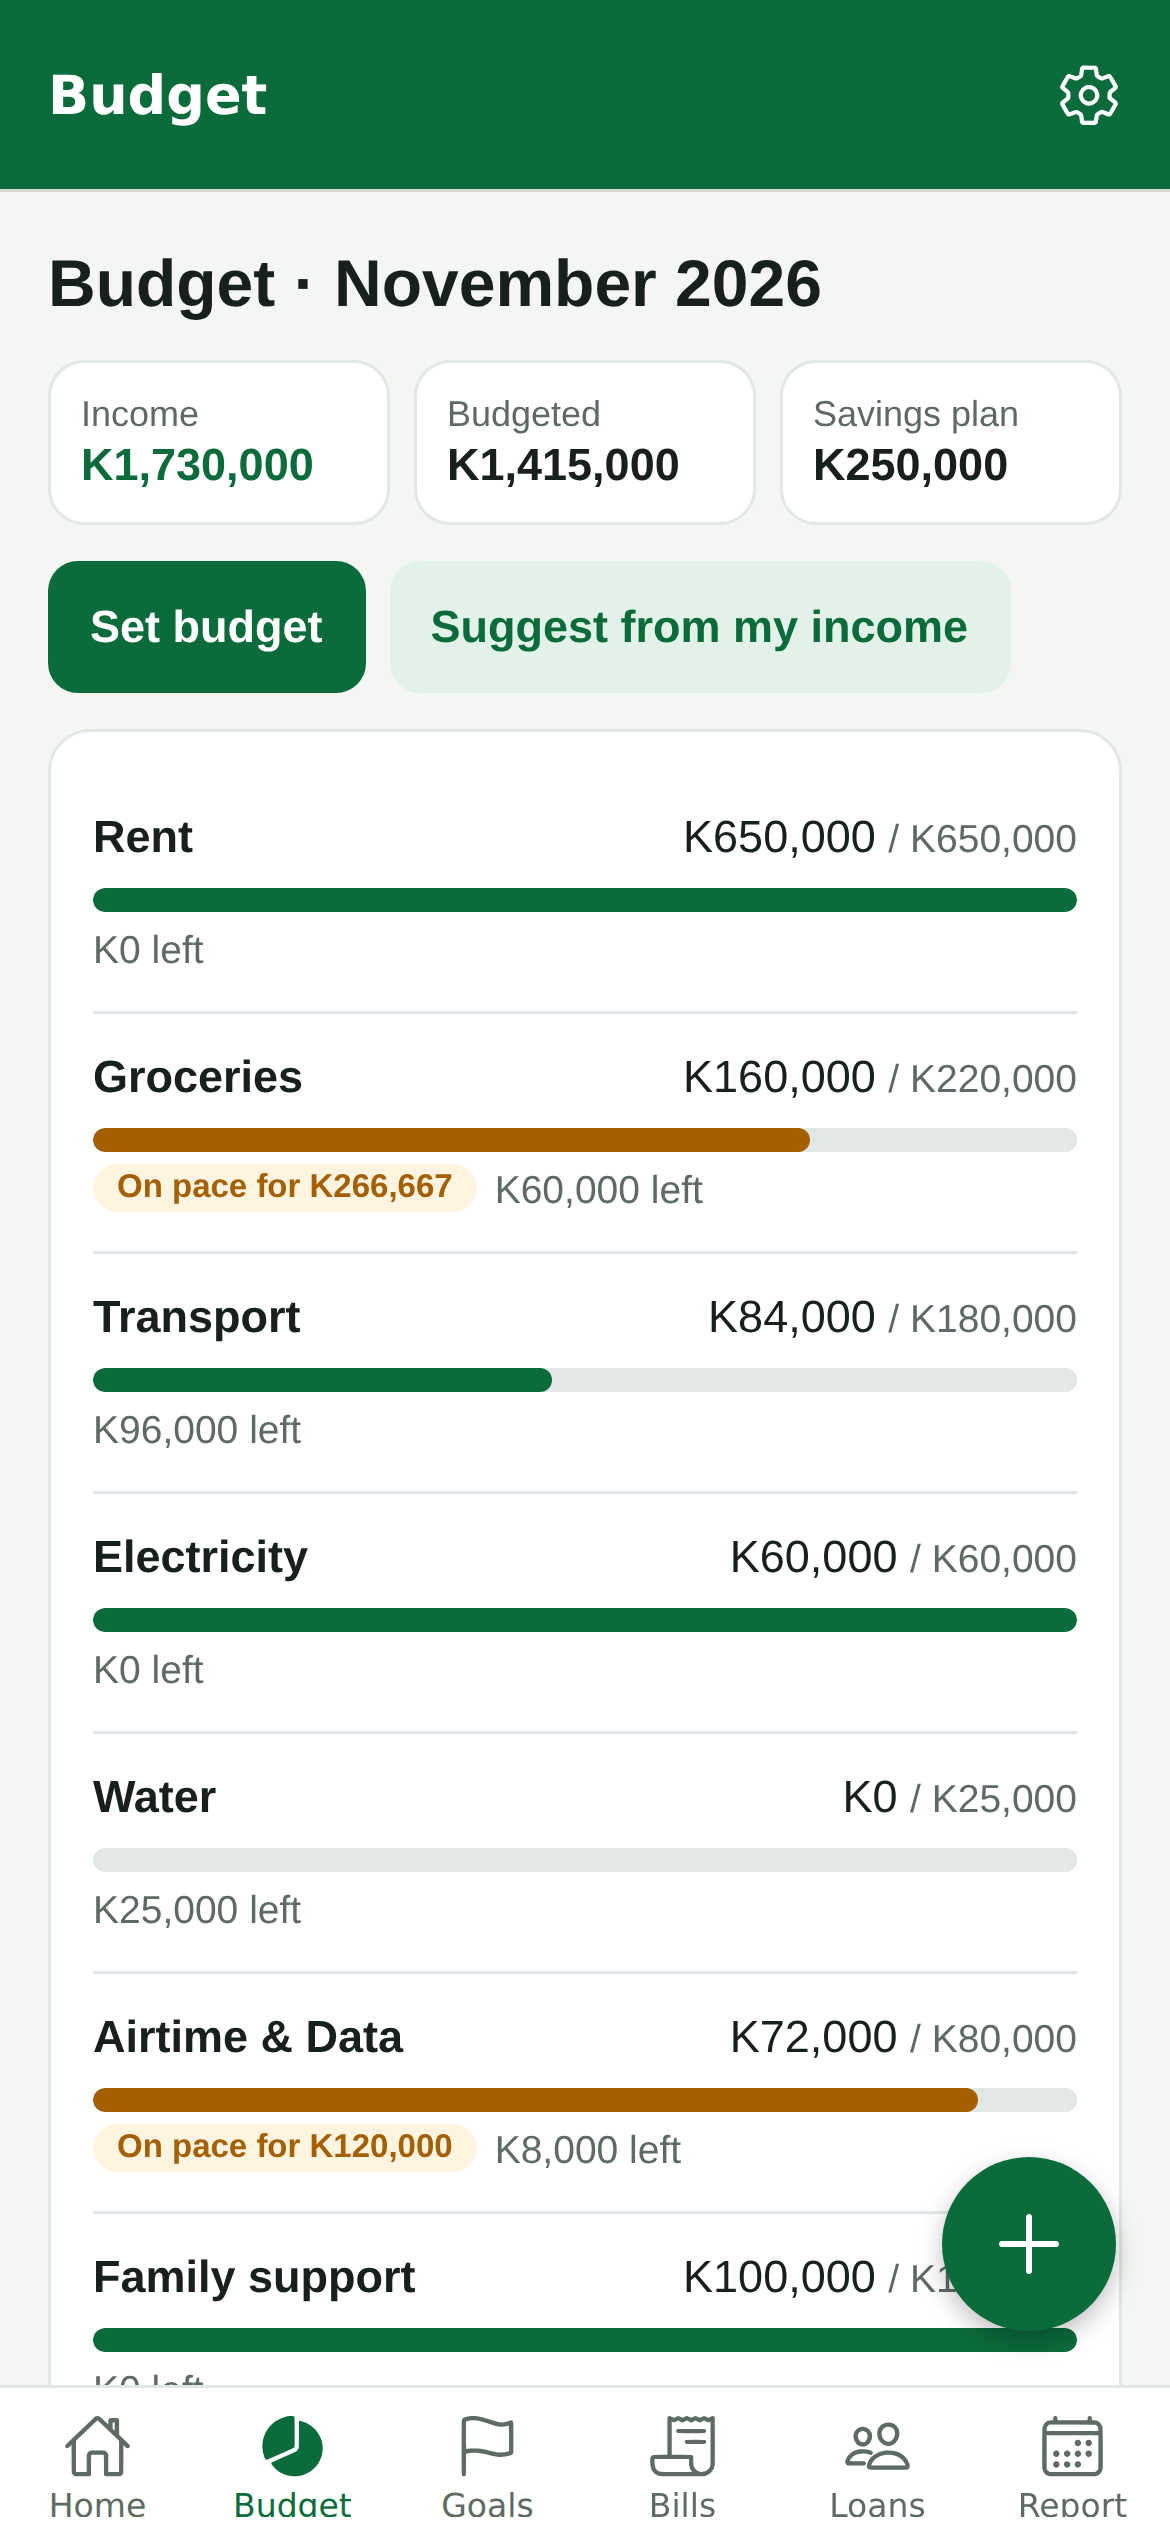 Budget
Budget · November 2026
Income
K1,730,000
Budgeted
K1,415,000
Savings plan
K250,000
Set budget
Suggest from my income
Rent K650,000 / K650,000
K0 left
Groceries K160,000 / K220,000
On pace for K266,667 K60,000 left
Transport K84,000 / K180,000
K96,000 left
Electricity K60,000 / K60,000
K0 left
Water K0 / K25,000
K25,000 left
Airtime & Data K72,000 / K80,000
On pace for K120,000 K8,000 left
Family support K100,000 /
K0 left
Home Budget Goals Bills Loans Report